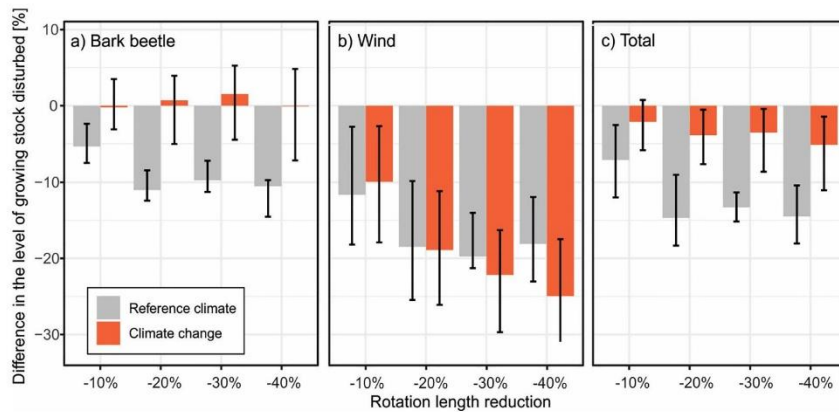 Difference in the level of growing stock disturbed [%]
10
0
−10
−20
−30
a) Bark beetle
b) Wind
c) Total
Reference climate
Climate change
-10% -20% -30% -40%
-10% -20% -30% -40%
-10% -20% -30% -40%
Rotation length reduction